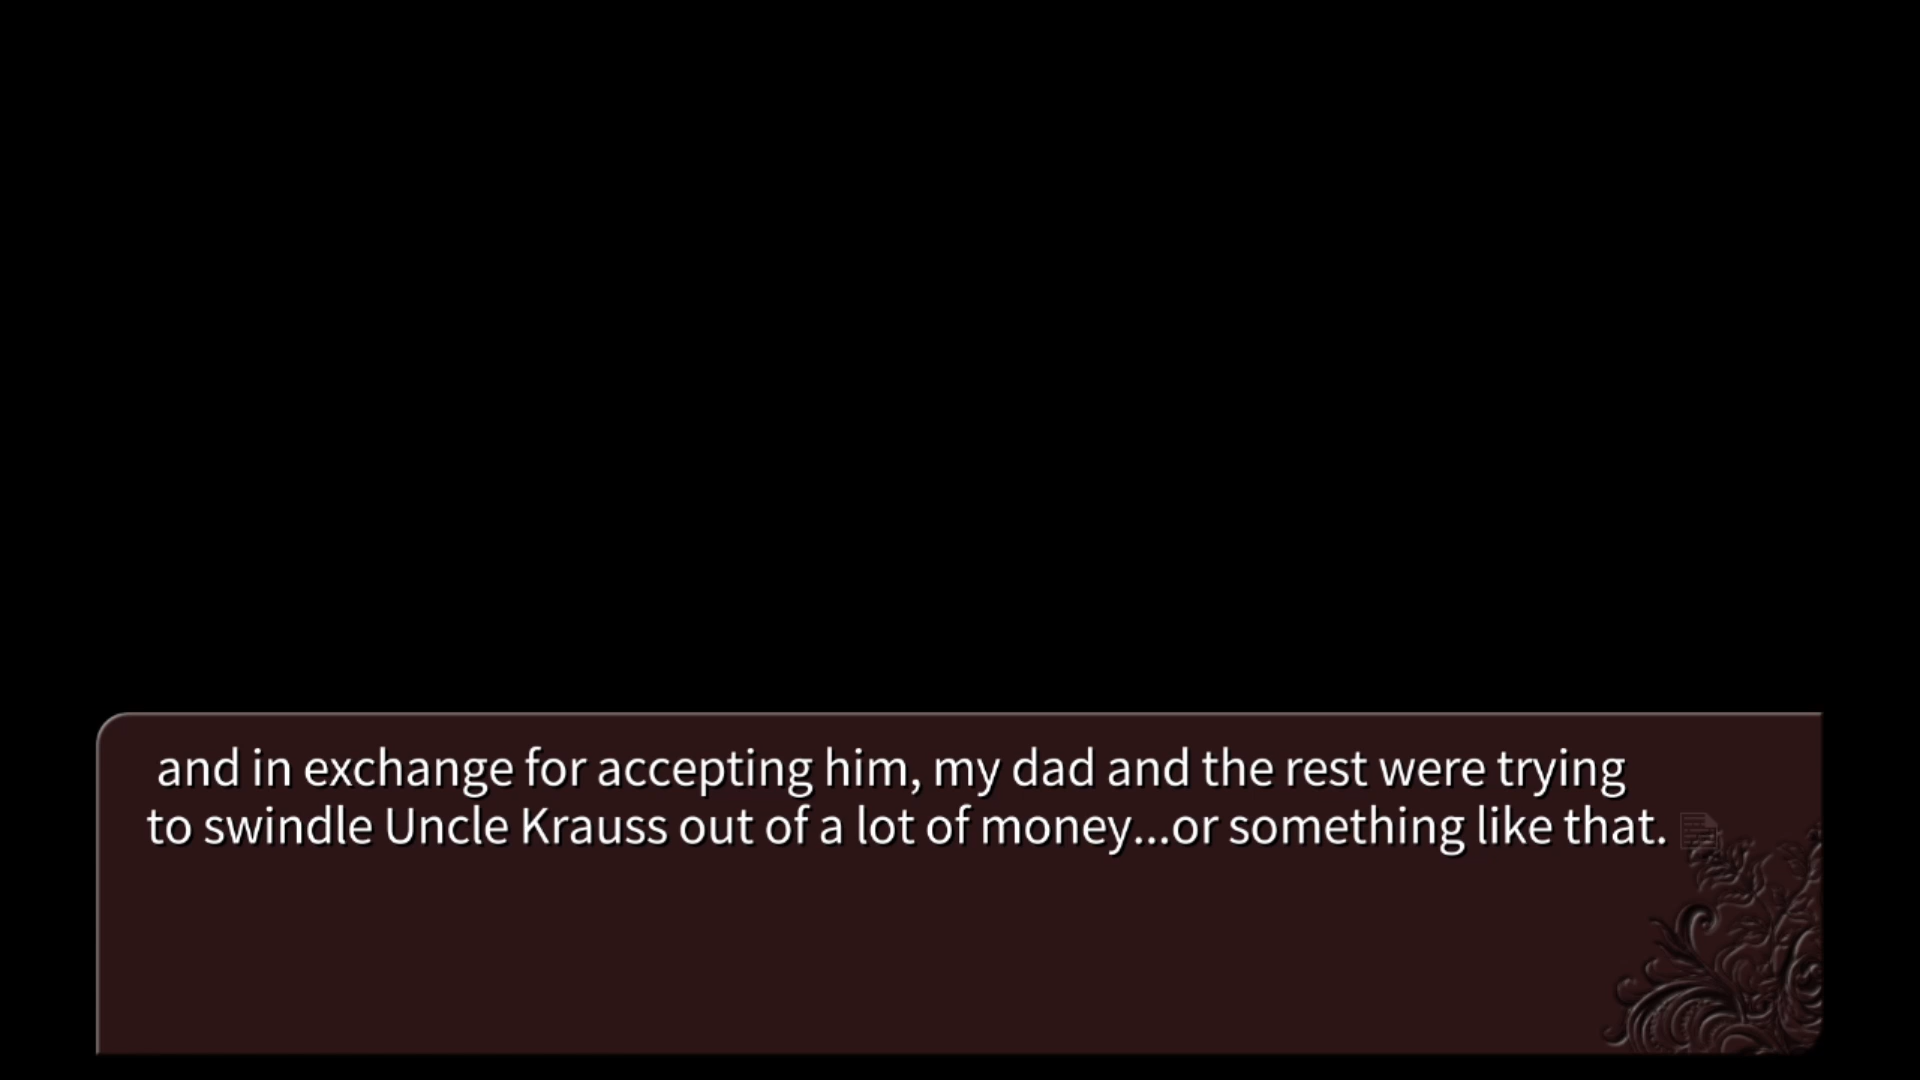 and in exchange for accepting him, my dad and the rest were trying
to swindle Uncle Krauss out of a lot of money...or something like that.